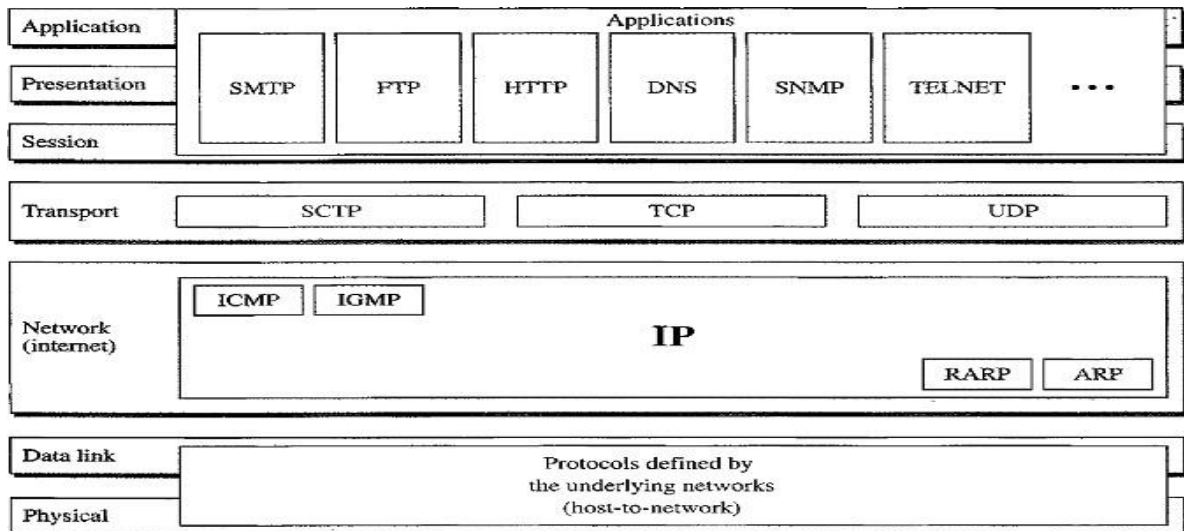 Application
Applications
SMTP
FTP
HTTP
DNS
SNMP
TELNET
• • •
Presentation
Session
Transport
SCTP
TCP
UDP
Network
(internet)
ICMP
IGMP
IP
RARP
ARP
Data link
Protocols defined by
the underlying networks
(host-to-network)
Physical